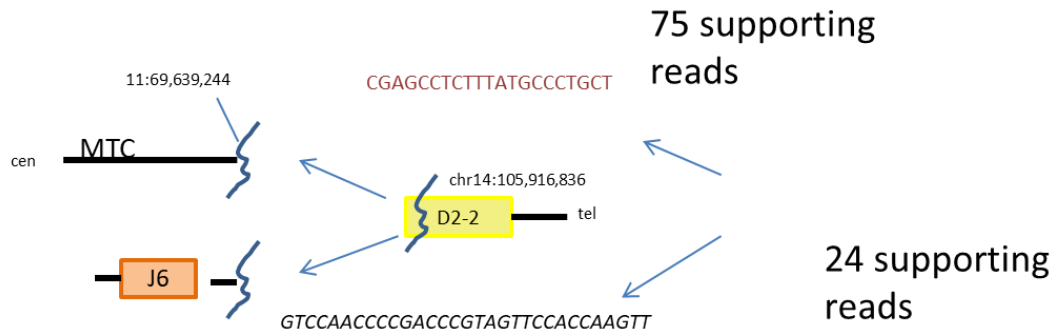 75 supporting
reads
11:69,639,244
CGAGCCTCTTTATGCCCTGCT
MTC
cen
chr14:105,916,836
D2-2
tel
J6
24 supporting
reads
GTCCAACCCCGACCCGTAGTTCCACCAAGTT